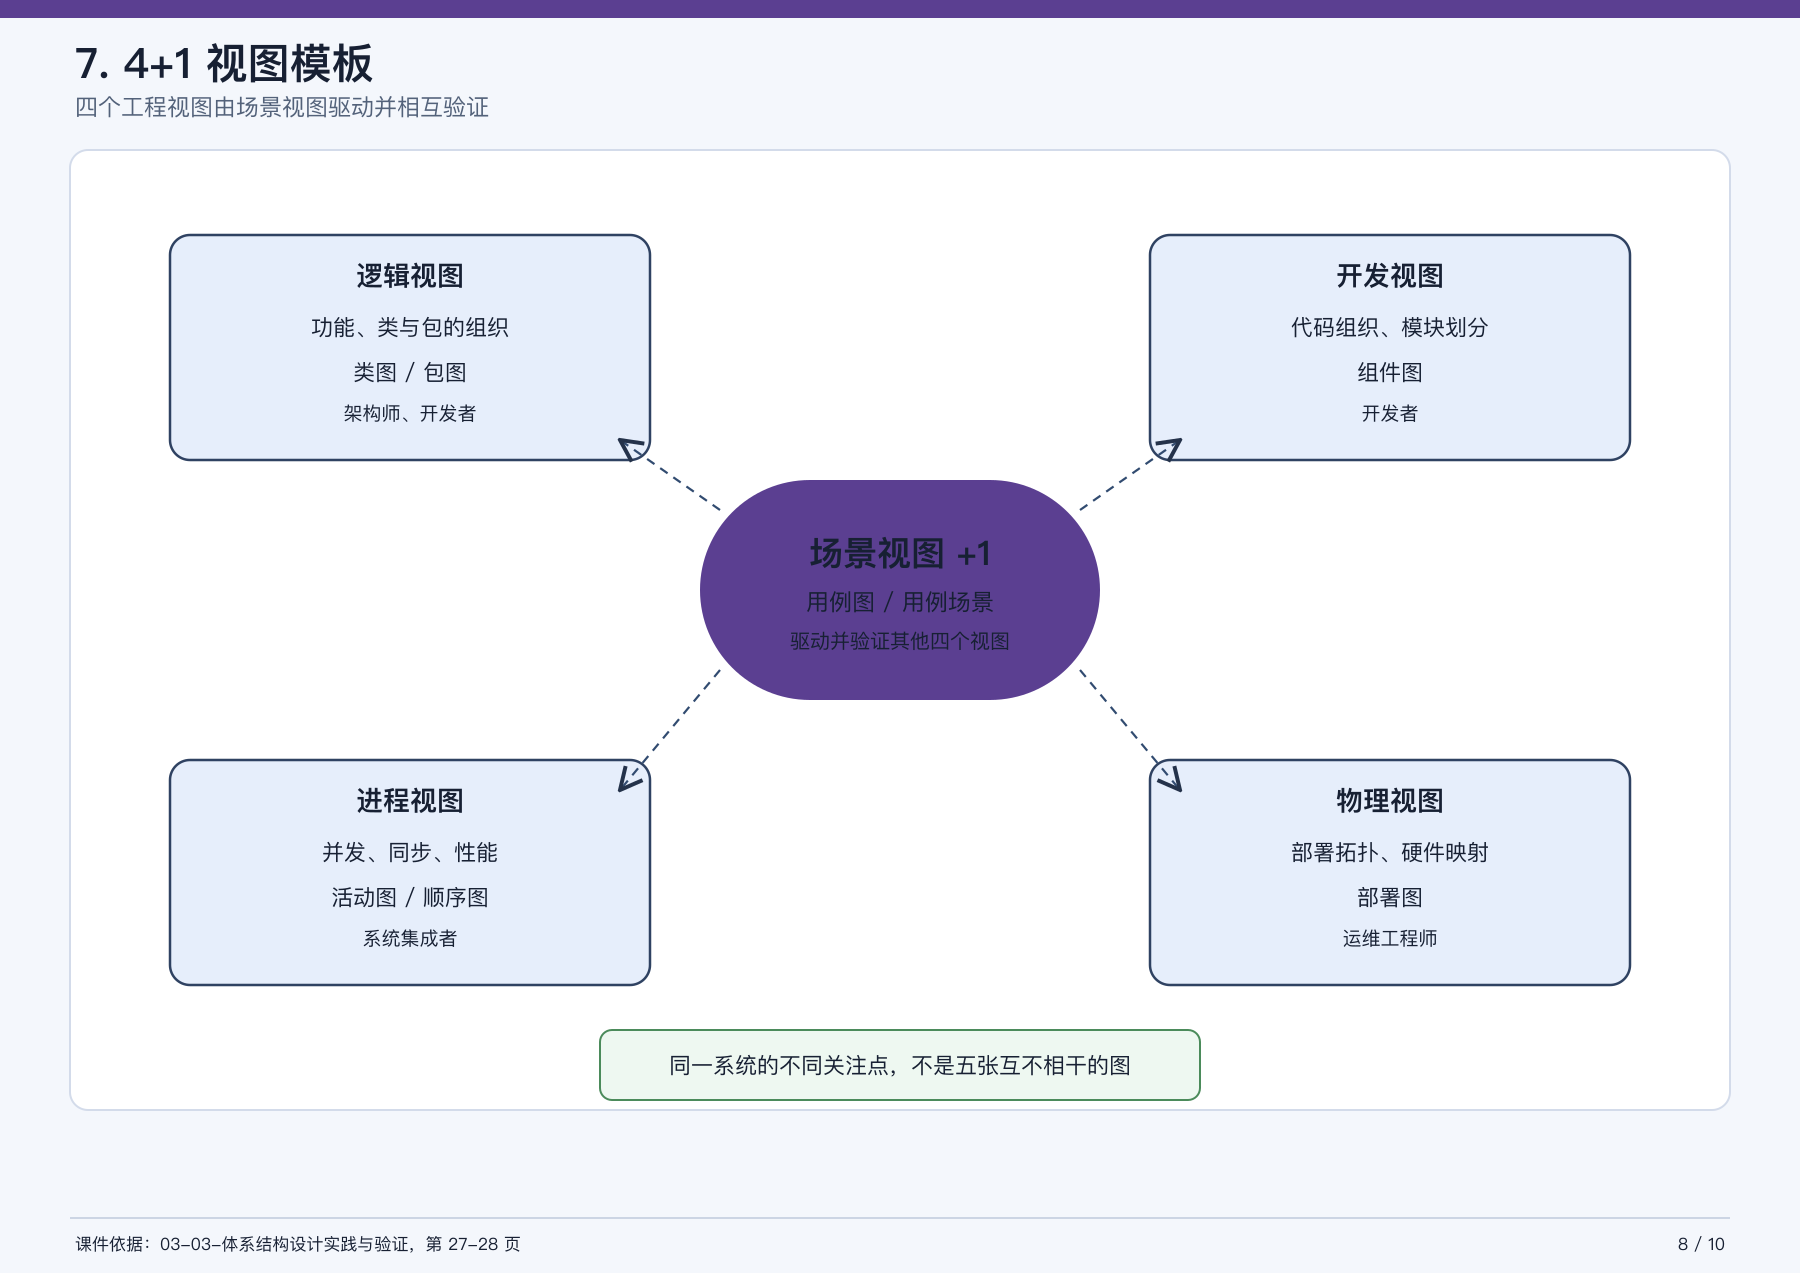 7. 4+1 视图模板
四个工程视图由场景视图驱动并相互验证
逻辑视图
功能、类与包的组织
类图 / 包图
架构师、开发者
开发视图
代码组织、模块划分
组件图
开发者
场景视图 +1
用例图 / 用例场景
驱动并验证其他四个视图
进程视图
并发、同步、性能
活动图 / 顺序图
系统集成者
物理视图
部署拓扑、硬件映射
部署图
运维工程师
同一系统的不同关注点，不是五张互不相干的图
课件依据：03-03-体系结构设计实践与验证，第 27-28 页
8 / 10